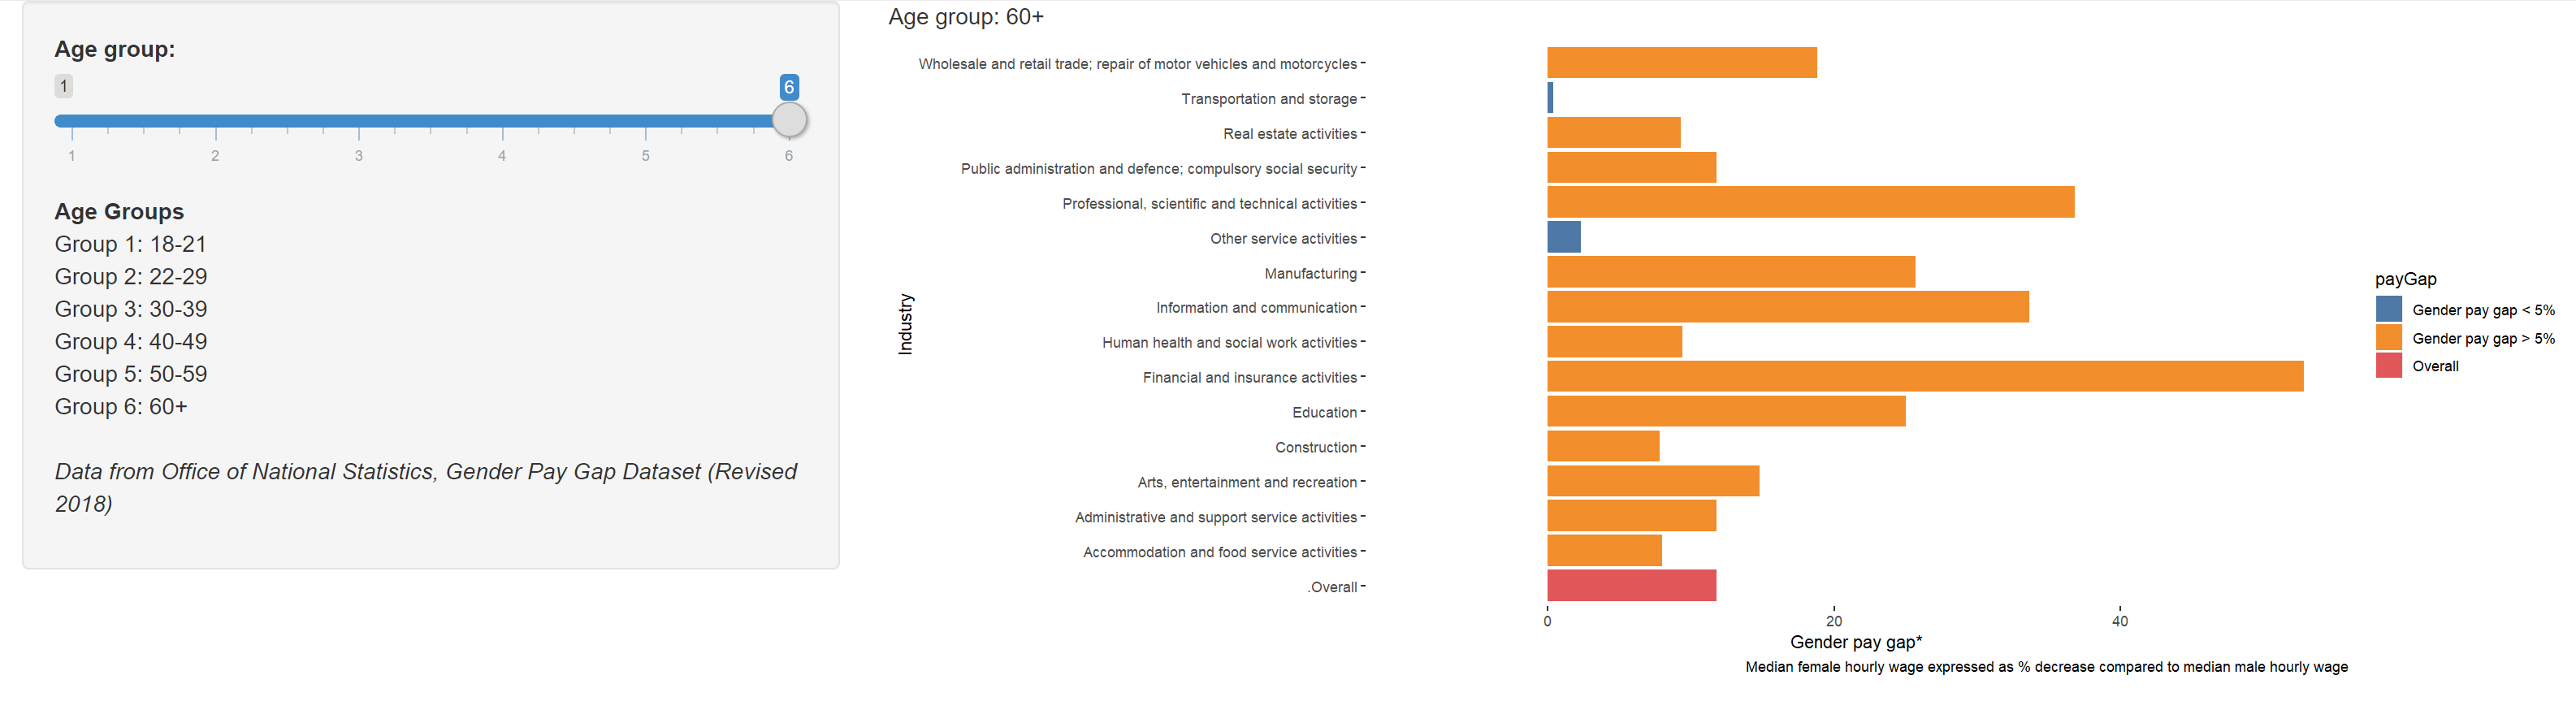 Age group:
1
6
1 2 3 4 5 6
Age Groups
Group 1: 18-21
Group 2: 22-29
Group 3: 30-39
Group 4: 40-49
Group 5: 50-59
Group 6: 60+
Data from Office of National Statistics, Gender Pay Gap Dataset (Revised
2018)
Age group: 60+
Industry
Wholesale and retail trade; repair of motor vehicles and motorcycles
Transportation and storage
Real estate activities
Public administration and defence; compulsory social security
Professional, scientific and technical activities
Other service activities
Manufacturing
Information and communication
Human health and social work activities
Financial and insurance activities
Education
Construction
Arts, entertainment and recreation
Administrative and support service activities
Accommodation and food service activities
.Overall
0 20 40
Gender pay gap*
Median female hourly wage expressed as % decrease compared to median male hourly wage
payGap
Gender pay gap < 5%
Gender pay gap > 5%
Overall